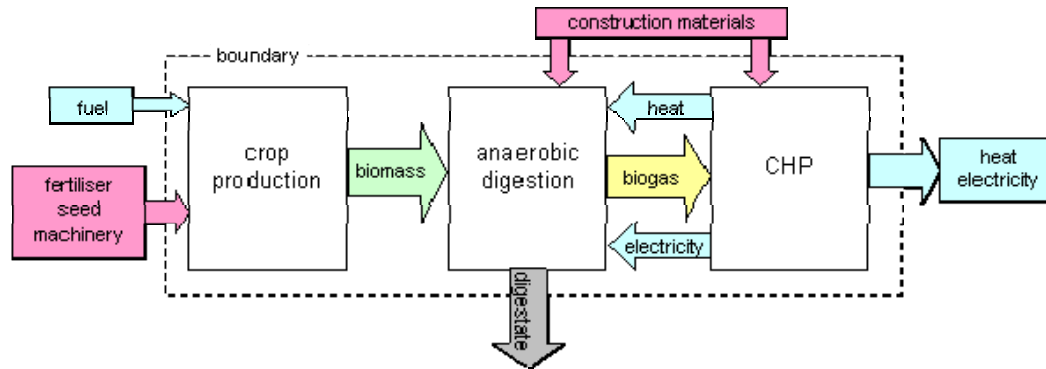 construction materials
boundary
fuel
heat
crop
production
biomass
anaerobic
digestion
biogas
CHP
heat
electricity
fertiliser
seed
machinery
electricity
digestate